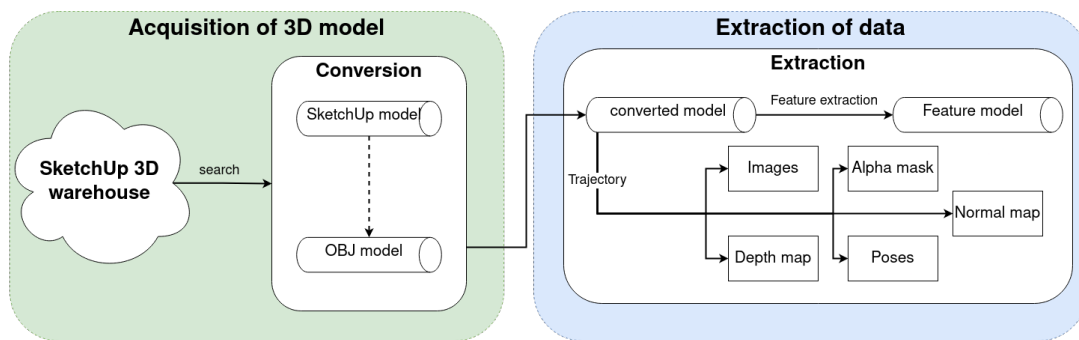 Acquisition of 3D model
Conversion
SketchUp model
SketchUp 3D
warehouse
search
OBJ model
Extraction of data
Extraction
converted model
Feature extraction
Feature model
Trajectory
Images
Alpha mask
Normal map
Depth map
Poses